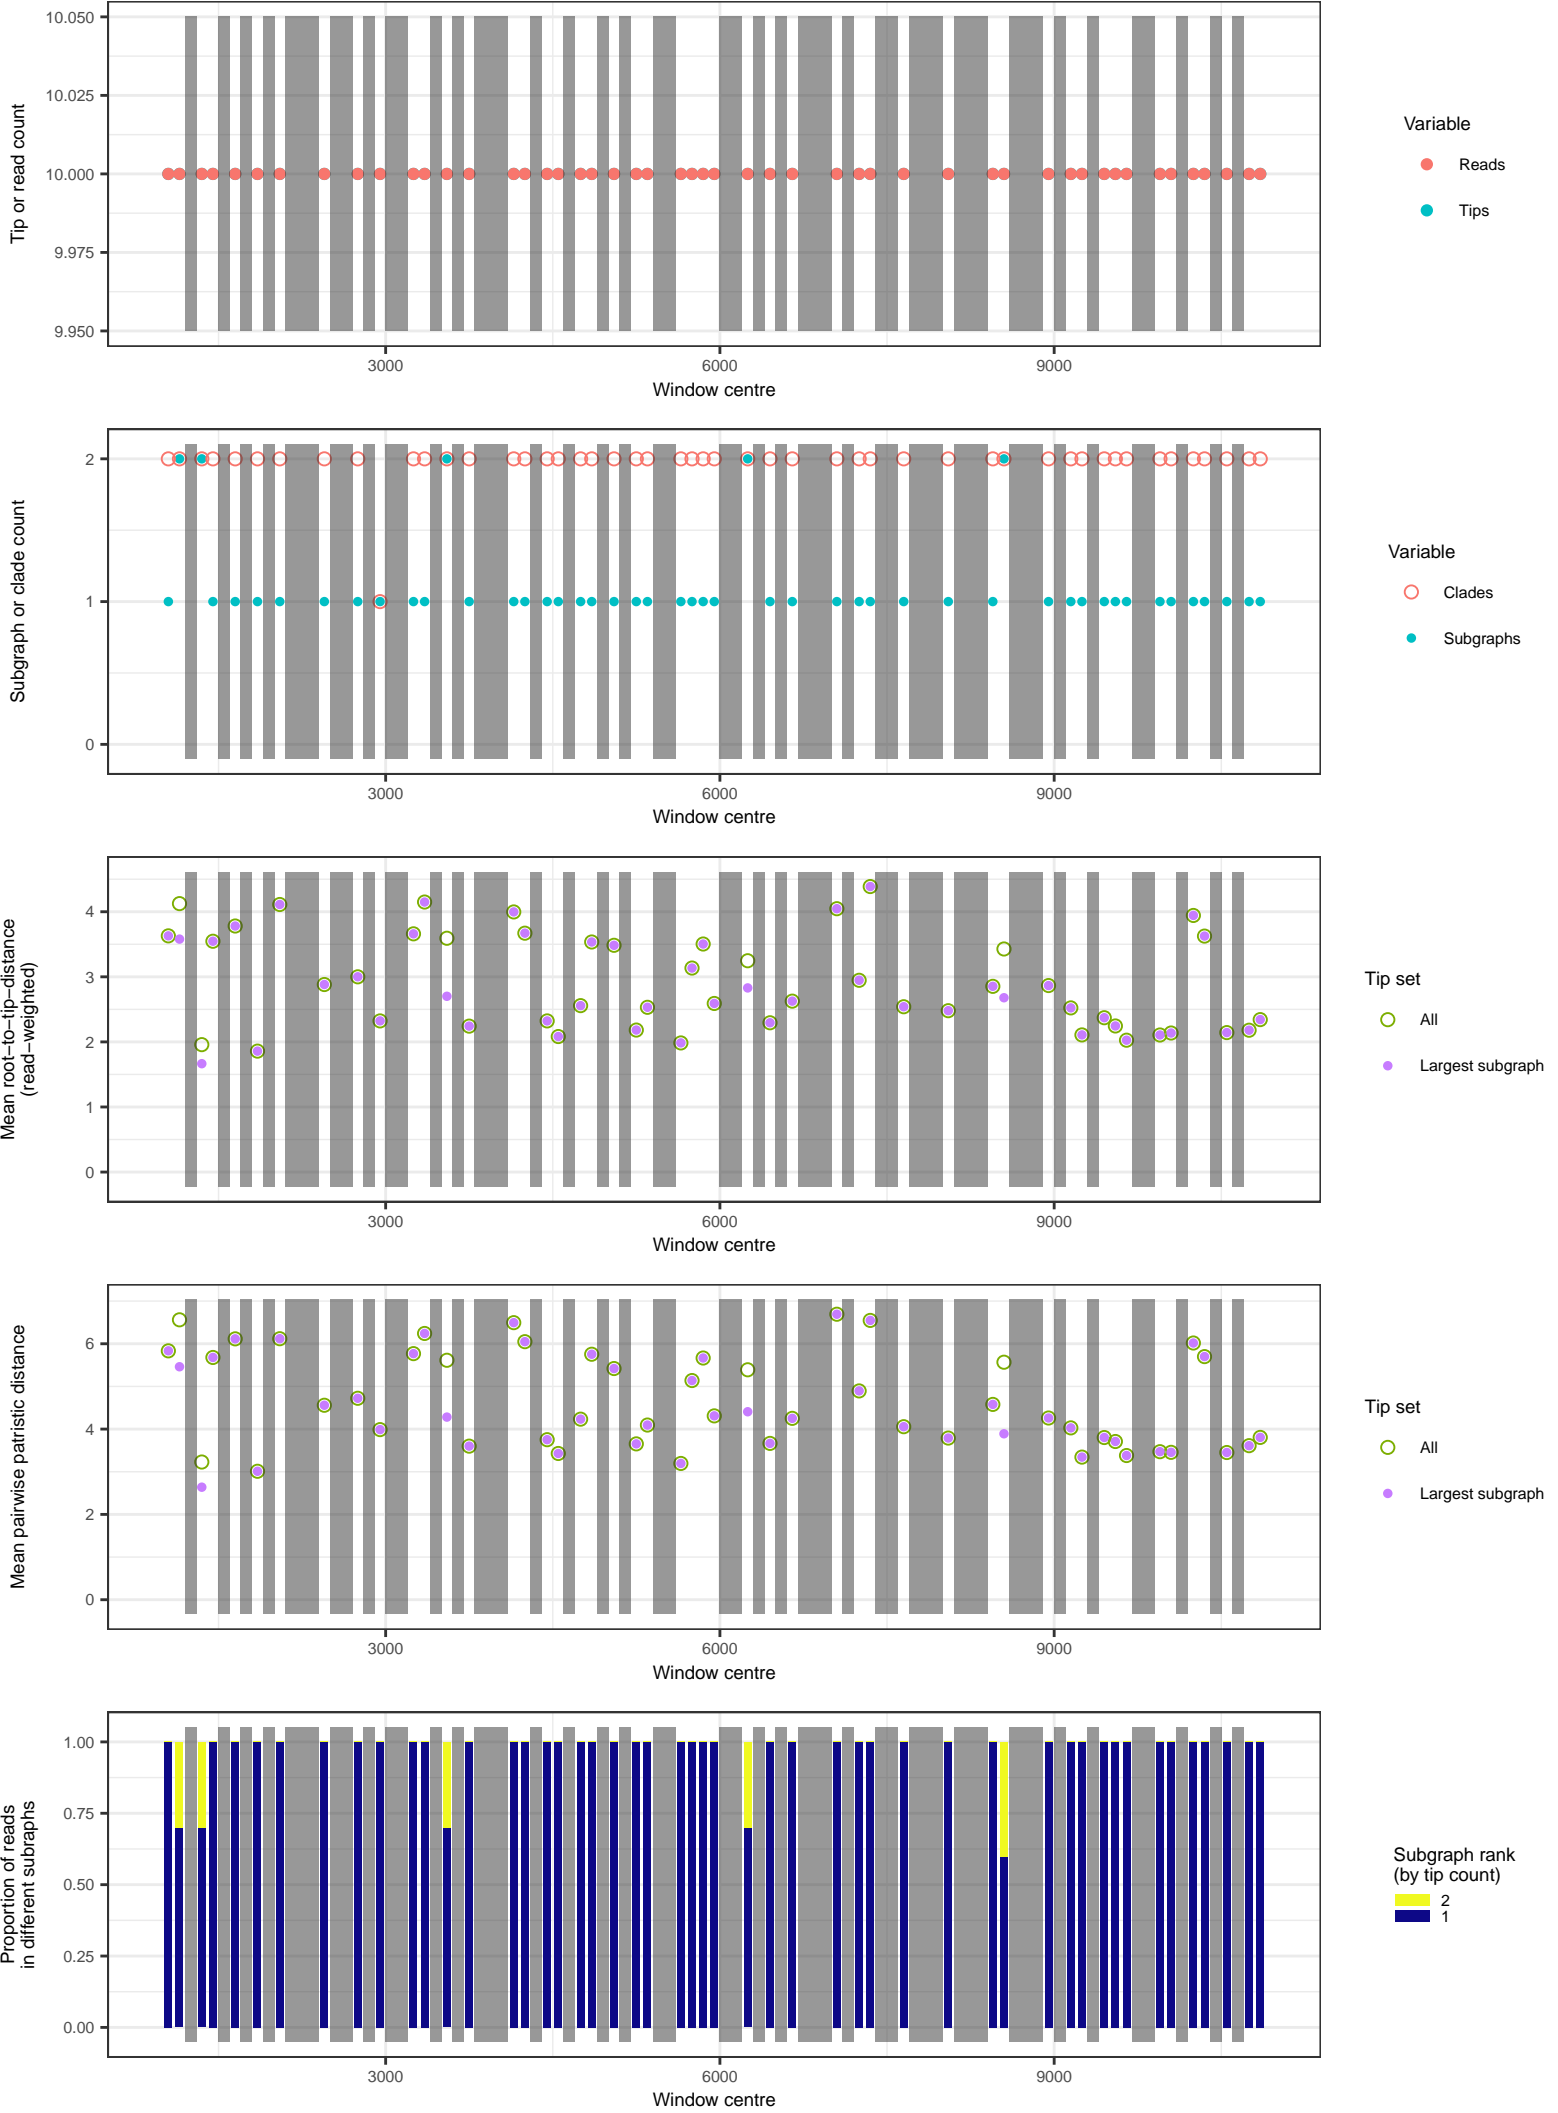 10.050
10.025
10.000
9.975
9.950
Tip or read count
3000 6000 9000
Window centre
Variable
Reads
Tips
2
1
0
Subgraph or clade count
3000 6000 9000
Window centre
Variable
Clades
Subgraphs
4
3
2
1
0
Mean root−to−tip−distance
(read−weighted)
3000 6000 9000
Window centre
Tip set
All
Largest subgraph
6
4
2
0
Mean pairwise patristic distance
3000 6000 9000
Window centre
Tip set
All
Largest subgraph
1.00
0.75
0.50
0.25
0.00
Proportion of reads
in different subraphs
3000 6000 9000
Window centre
Subgraph rank
(by tip count)
2
1